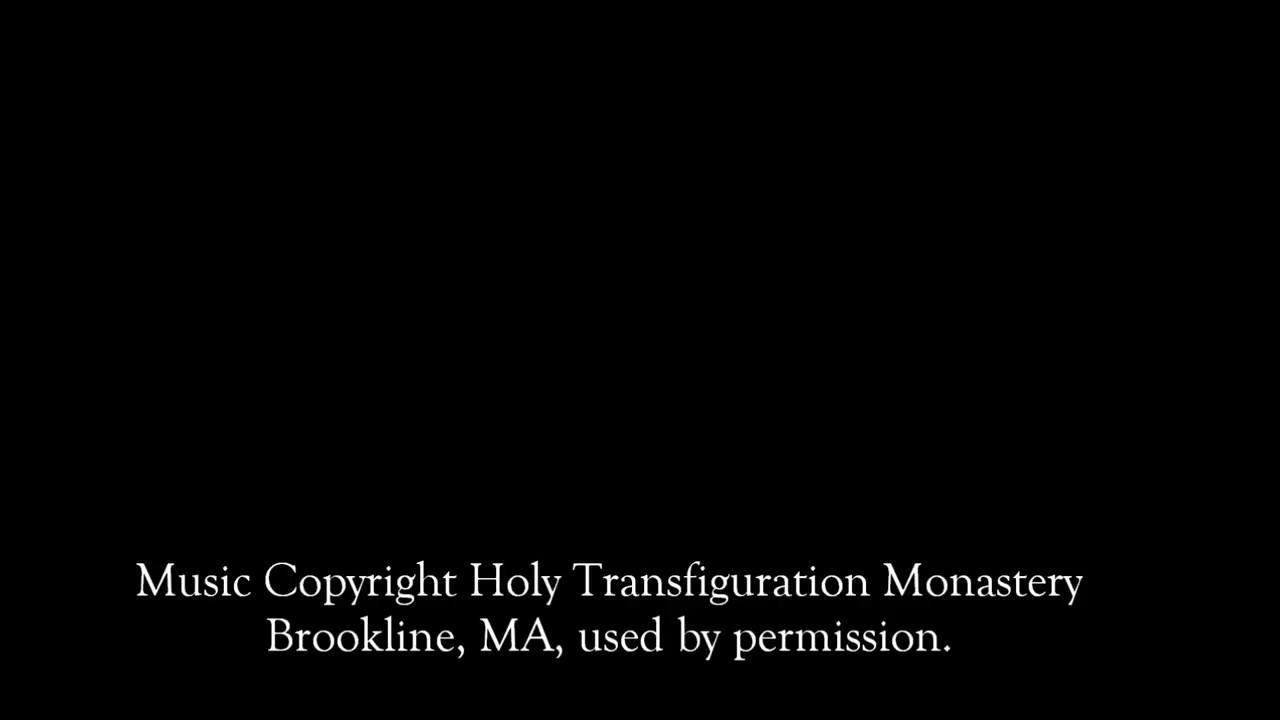 Music Copyright Holy Transfiguration Monastery
Brookline, MA, used by permission.